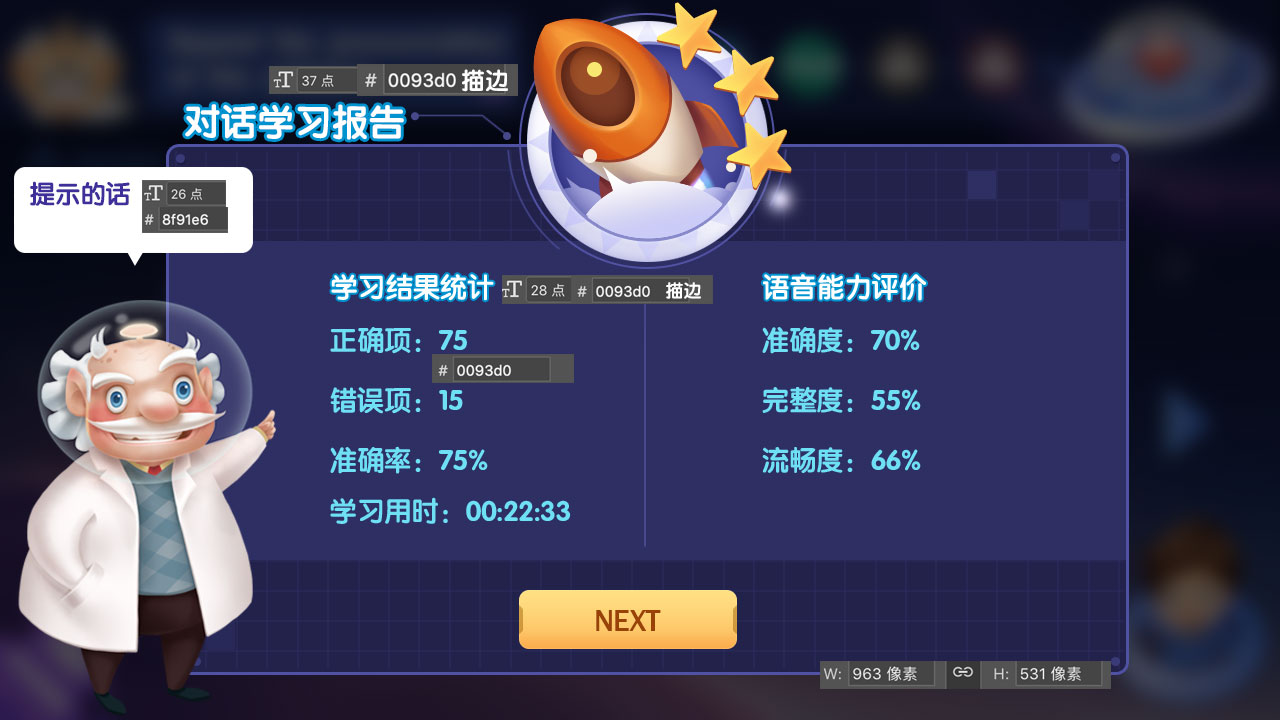 37 点 # 0093d0 描边
对话学习报告
提示的话 26 点
# 8f91e6
学习结果统计 28 点 # 0093d0 描边
正确项：75
# 0093d0
错误项：15
准确率：75%
学习用时：00:22:33
语音能力评价
准确度：70%
完整度：55%
流畅度：66%
NEXT
W: 963 像素 H: 531 像素